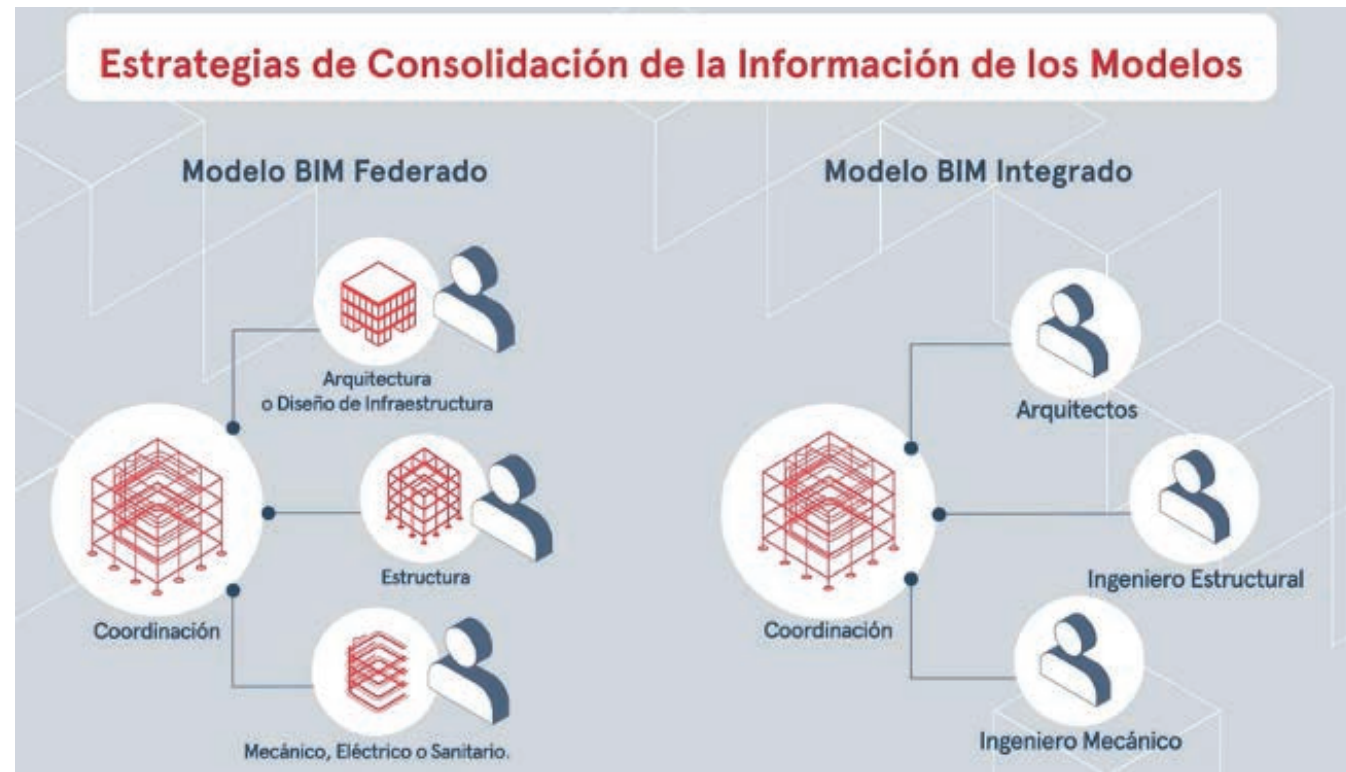 Estrategias de Consolidación de la Información de los Modelos
Modelo BIM Federado
Arquitectura
o Diseño de Infraestructura
Estructura
Coordinación
Mecánico, Eléctrico o Sanitario.
Modelo BIM Integrado
Arquitectos
Ingeniero Estructural
Coordinación
Ingeniero Mecánico